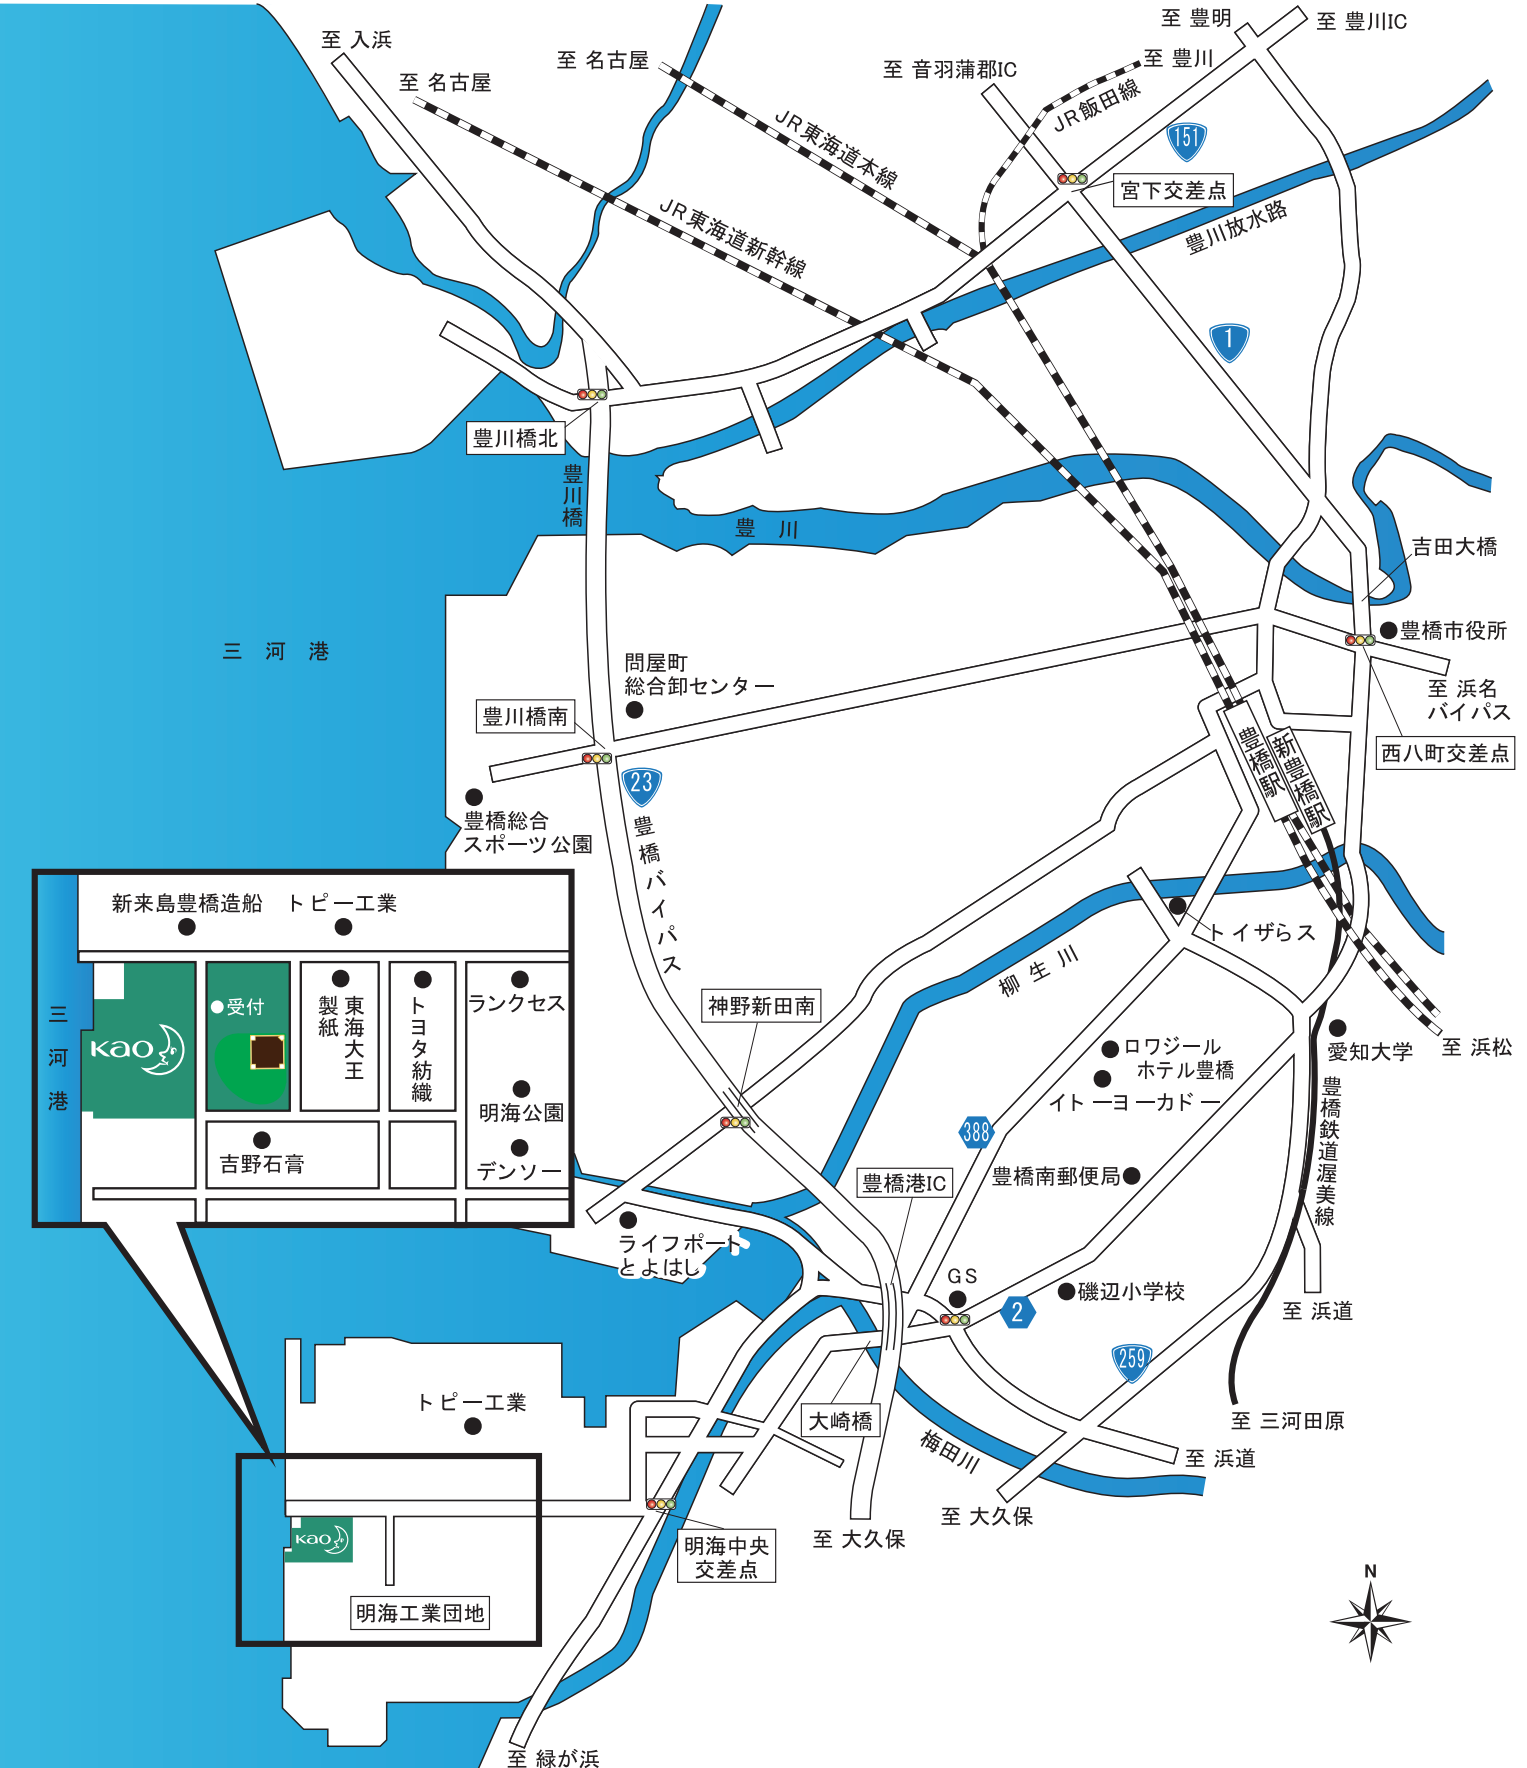 至 入浜
至 名古屋
至 名古屋
至 音羽蒲郡IC
至 豊明
至 豊川IC
至 豊川
JR飯田線
151
JR東海道本線
宮下交差点
JR東海道新幹線
豊川放水路
1
豊川橋北
豊川橋
豊 川
吉田大橋
豊橋市役所
三 河 港
問屋町
総合卸センター
至 浜名
バイパス
豊川橋南
西八町交差点
豊橋駅
新豊橋駅
23
豊橋バイパス
豊橋総合
スポーツ公園
新来島豊橋造船
トピー工業
トイザらス
柳生川
三河港
受付
東海大王
製紙
トヨタ紡織
ランクセス
神野新田南
Kao
愛知大学
至 浜松
ロワジール
ホテル豊橋
イトーヨーカドー
明海公園
388
豊橋鉄道渥美線
吉野石膏
デンソー
豊橋港IC
豊橋南郵便局
ライフポート
とよはし
GS
磯辺小学校
2
至 浜道
259
トピー工業
大崎橋
至 三河田原
梅田川
至 浜道
至 大久保
至 大久保
Kao
明海中央
交差点
明海工業団地
N
至 緑が浜